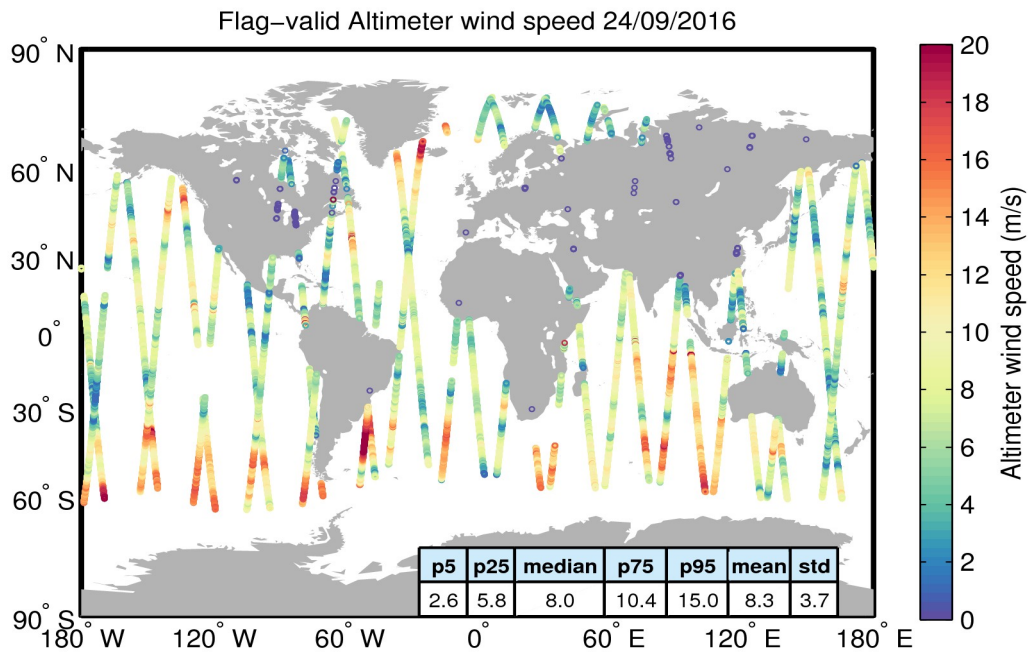 Flag−valid Altimeter wind speed 24/09/2016
90° N
60° N
30° N
0°
30° S
60° S
90° S
180° W
120° W
60° W
0°
60° E
120° E
180° E
p5 p25 median p75 p95 mean std
2.6 5.8 8.0 10.4 15.0 8.3 3.7
20
18
16
14
12
10
8
6
4
2
0
Altimeter wind speed (m/s)